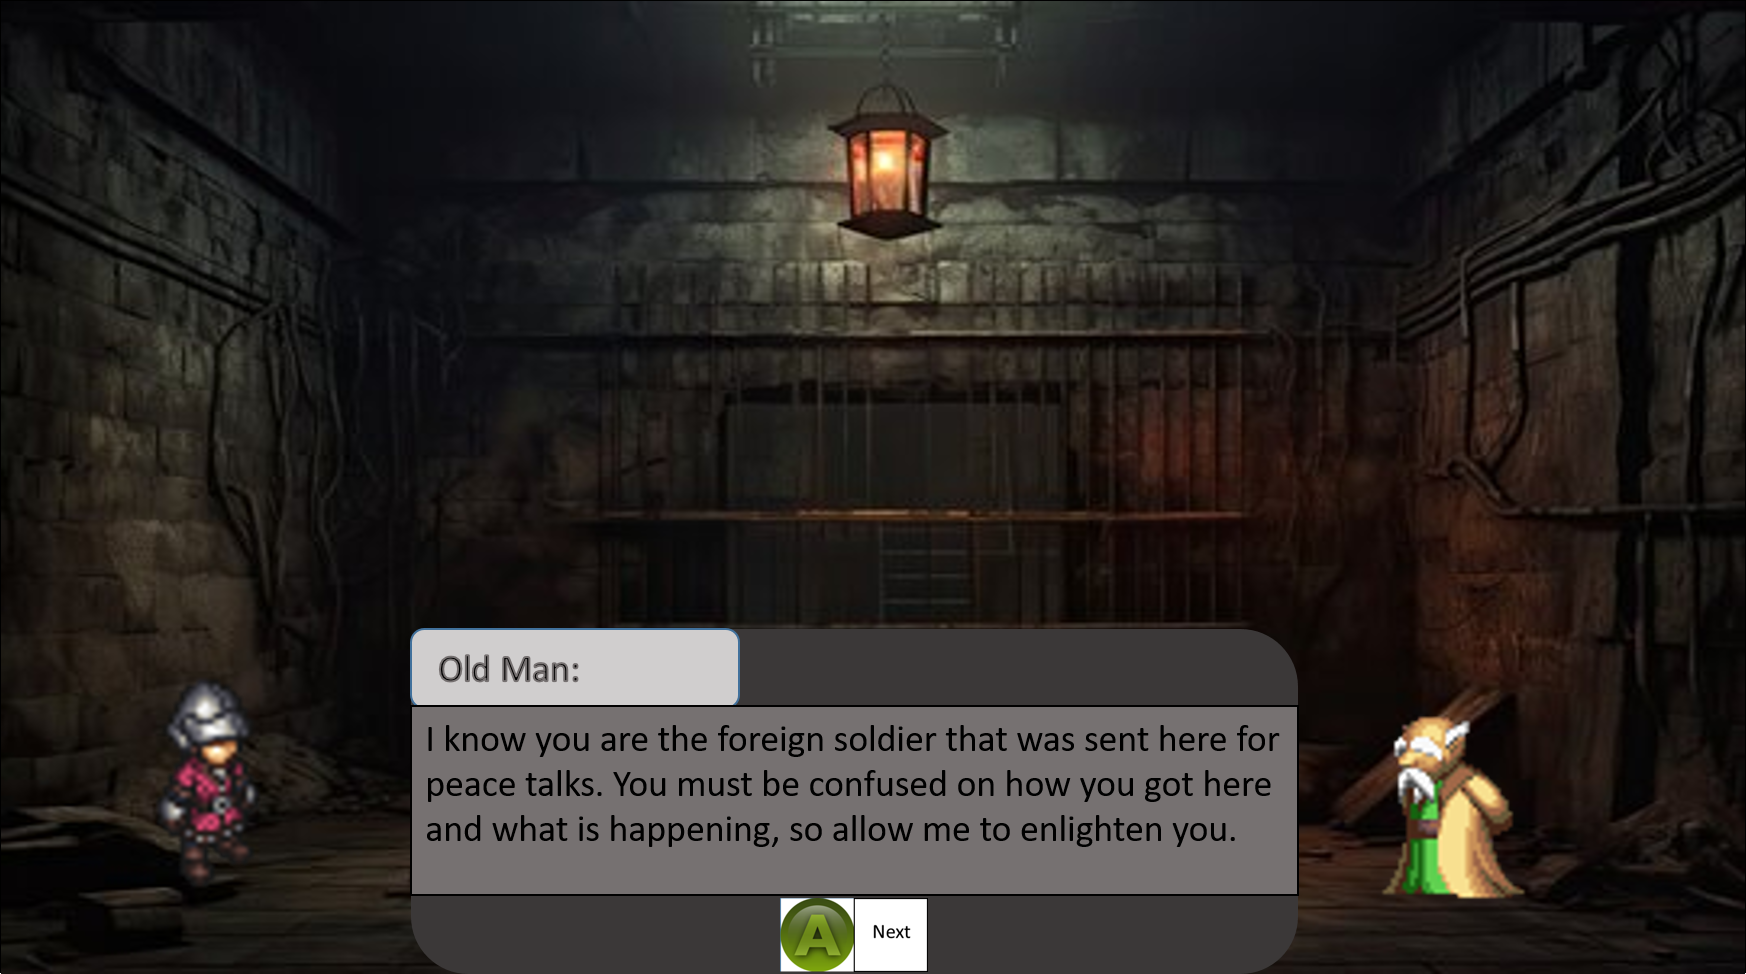 Old Man:
I know you are the foreign soldier that was sent here for
peace talks. You must be confused on how you got here
and what is happening, so allow me to enlighten you.
A Next